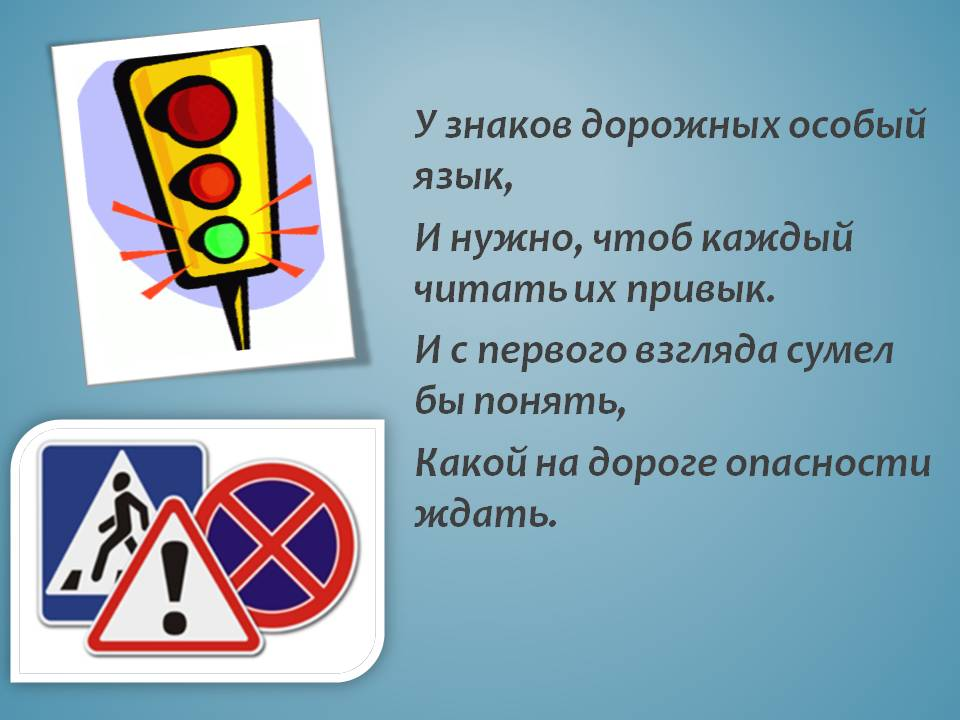 У знаков дорожных особый
язык,
И нужно, чтоб каждый
читать их привык.
И с первого взгляда сумел
бы понять,
Какой на дороге опасности
ждать.